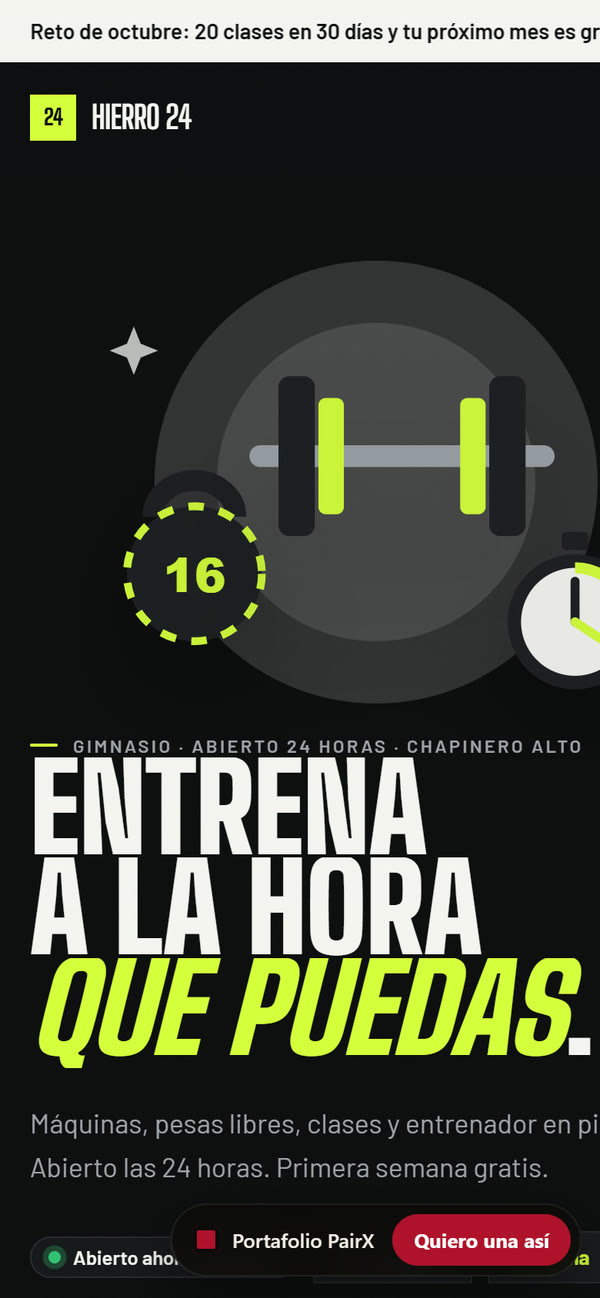 Reto de octubre: 20 clases en 30 días y tu próximo mes es
24
HIERRO 24
16
GIMNASIO · ABIERTO 24 HORAS · CHAPINERO ALTO
ENTRENA
A LA HORA
QUE PUEDAS.
Máquinas, pesas libres, clases y entrenador en
Abierto las 24 horas. Primera semana gratis.
Abierto
Portafolio PairX
Quiero una así